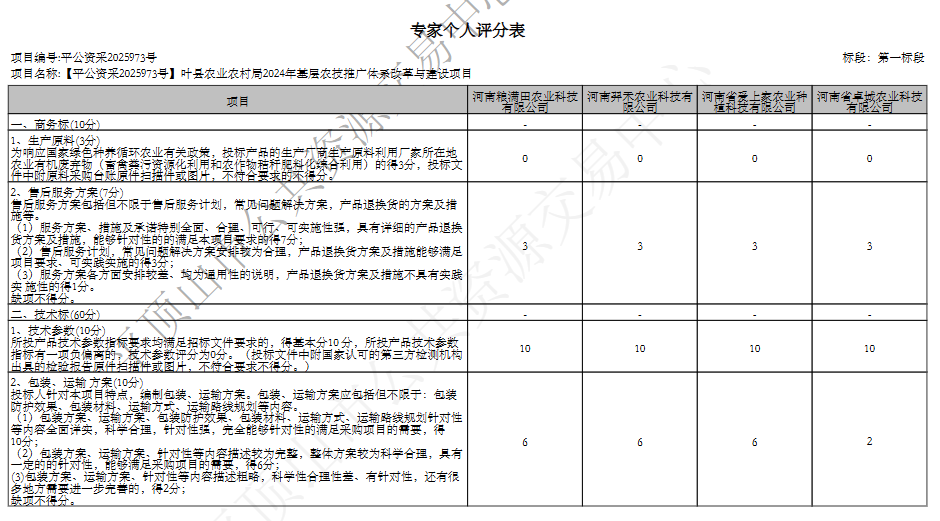 专家个人评分表
项目编号:平公资采2025973号
标段：第一标段
项目名称:【平公资采2025973号】叶县农业农村局2024年基层农技推广体系改革与建设项目
项目
河南粮满田农业科技
有限公司
河南羿禾农业科技有
限公司
河南省爱上家农业种
植科技有限公司
河南省卓城农业科技
有限公司
一、商务标(10分)
-
-
-
-
1、生产原料(3分)
为响应国家绿色种养循环农业有关政策，投标产品的生产厂商生产原料利用厂家所在地
农业有机废弃物（畜禽粪污资源化利用和农作物秸秆肥料化综合利用）的得3分，投标文
件中附原料采购台账原件扫描件或图片，不符合要求的不得分。
0
0
0
0
2、售后服务方案(7分)
售后服务方案包括但不限于售后服务计划，常见问题解决方案，产品退换货的方案及措
施等。
（1）服务方案、措施及承诺特别全面、合理、可行、可实施性强，具有详细的产品退换
货方案及措施，能够针对性的的满足本项目要求的得7分；
（2）售后服务计划，常见问题解决方案安排较为合理，产品退换货方案及措施能够满足
项目要求、可实践实施的得3分；
（3）服务方案各方面安排较差、均为通用性的说明，产品退换货方案及措施不具有实践
实 施性的得1分。
缺项不得分。
3
3
3
3
二、技术标(60分)
-
-
-
-
1、技术参数(10分)
所投产品技术参数指标要求均满足招标文件要求的，得基本分10 分，所投产品技术参数
指标有一项负偏离的，技术参数评分为0分。（投标文件中附国家认可的第三方检测机构
出具的检验报告原件扫描件或图片，不符合要求不得分。）
10
10
10
10
2、包装、运输 方案(10分)
投标人针对本项目特点，编制包装、运输方案。包装、运输方案应包括但不限于：包装
防护效果、包装材料、运输方式、运输路线规划等内容。
（1）包装方案、运输方案、包装防护效果、包装材料、运输方式、运输路线规划针对性
等内容全面详实，科学合理，针对性强，完全能够针对性的满足采购项目的需要，得
10分；
（2）包装方案、运输方案、针对性等内容描述较为完整，整体方案较为科学合理，具有
一定的的针对性，能够满足采购项目的需要，得6分；
(3)包装方案、运输方案、针对性等内容描述粗略，科学性合理性差、有针对性，还有很
多地方需要进一步完善的，得2分；
缺项不得分。
6
6
6
2